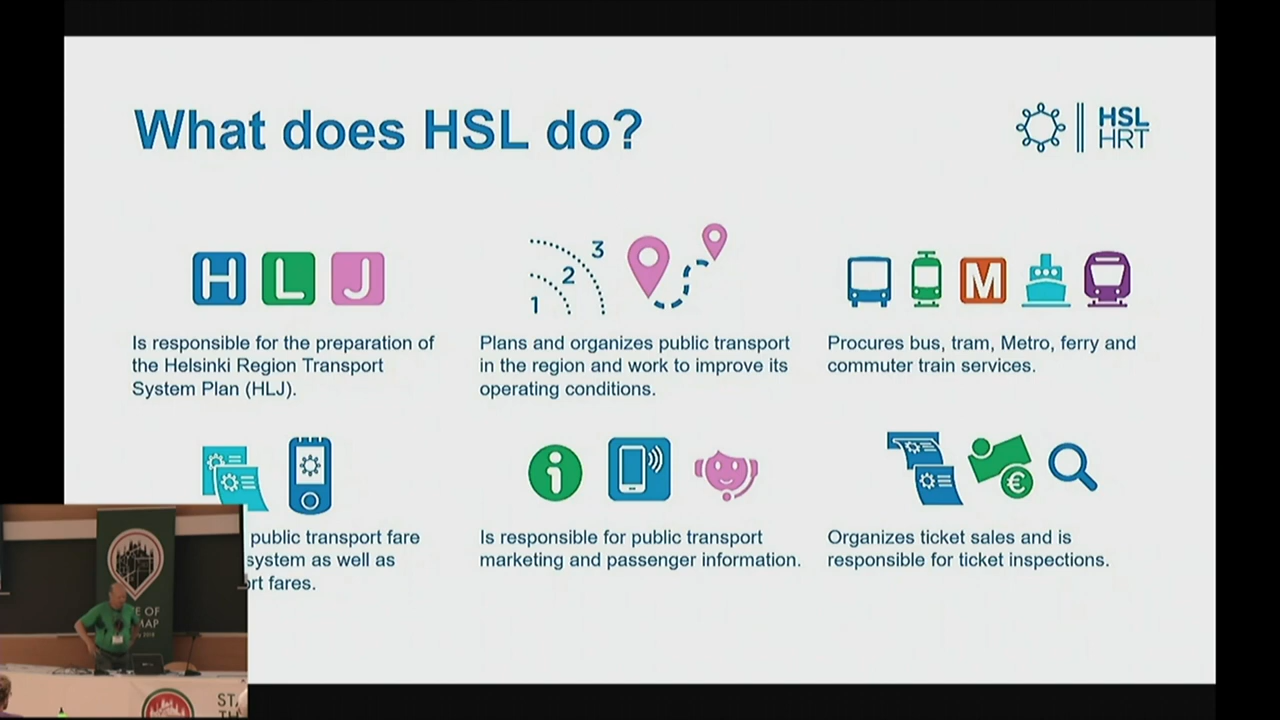 What does HSL do?
HSL
HRT
H L J
1 2 3
M
Is responsible for the preparation of
the Helsinki Region Transport
System Plan (HLJ).
Plans and organizes public transport
in the region and work to improve its
operating conditions.
Procures bus, tram, Metro, ferry and
commuter train services.
i
€
public transport fare
system as well as
fares.
Is responsible for public transport
marketing and passenger information.
Organizes ticket sales and is
responsible for ticket inspections.
E OF
MAP
2018